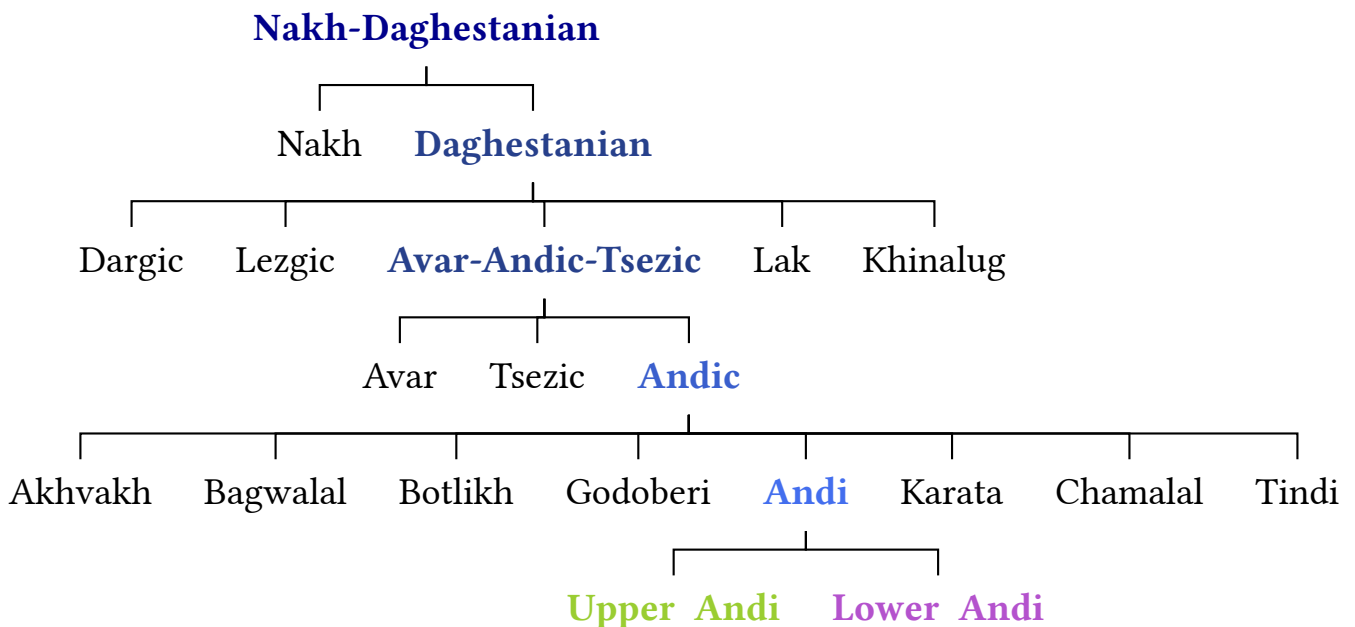 Nakh-Daghestanian
Nakh Daghestanian
Dargic Lezgic Avar-Andic-Tsezic Lak Khinalug
Avar Tsezic Andic
Akhvakh Bagwalal Botlikh Godoberi Andi Karata Chamalal Tindi
Upper Andi Lower Andi